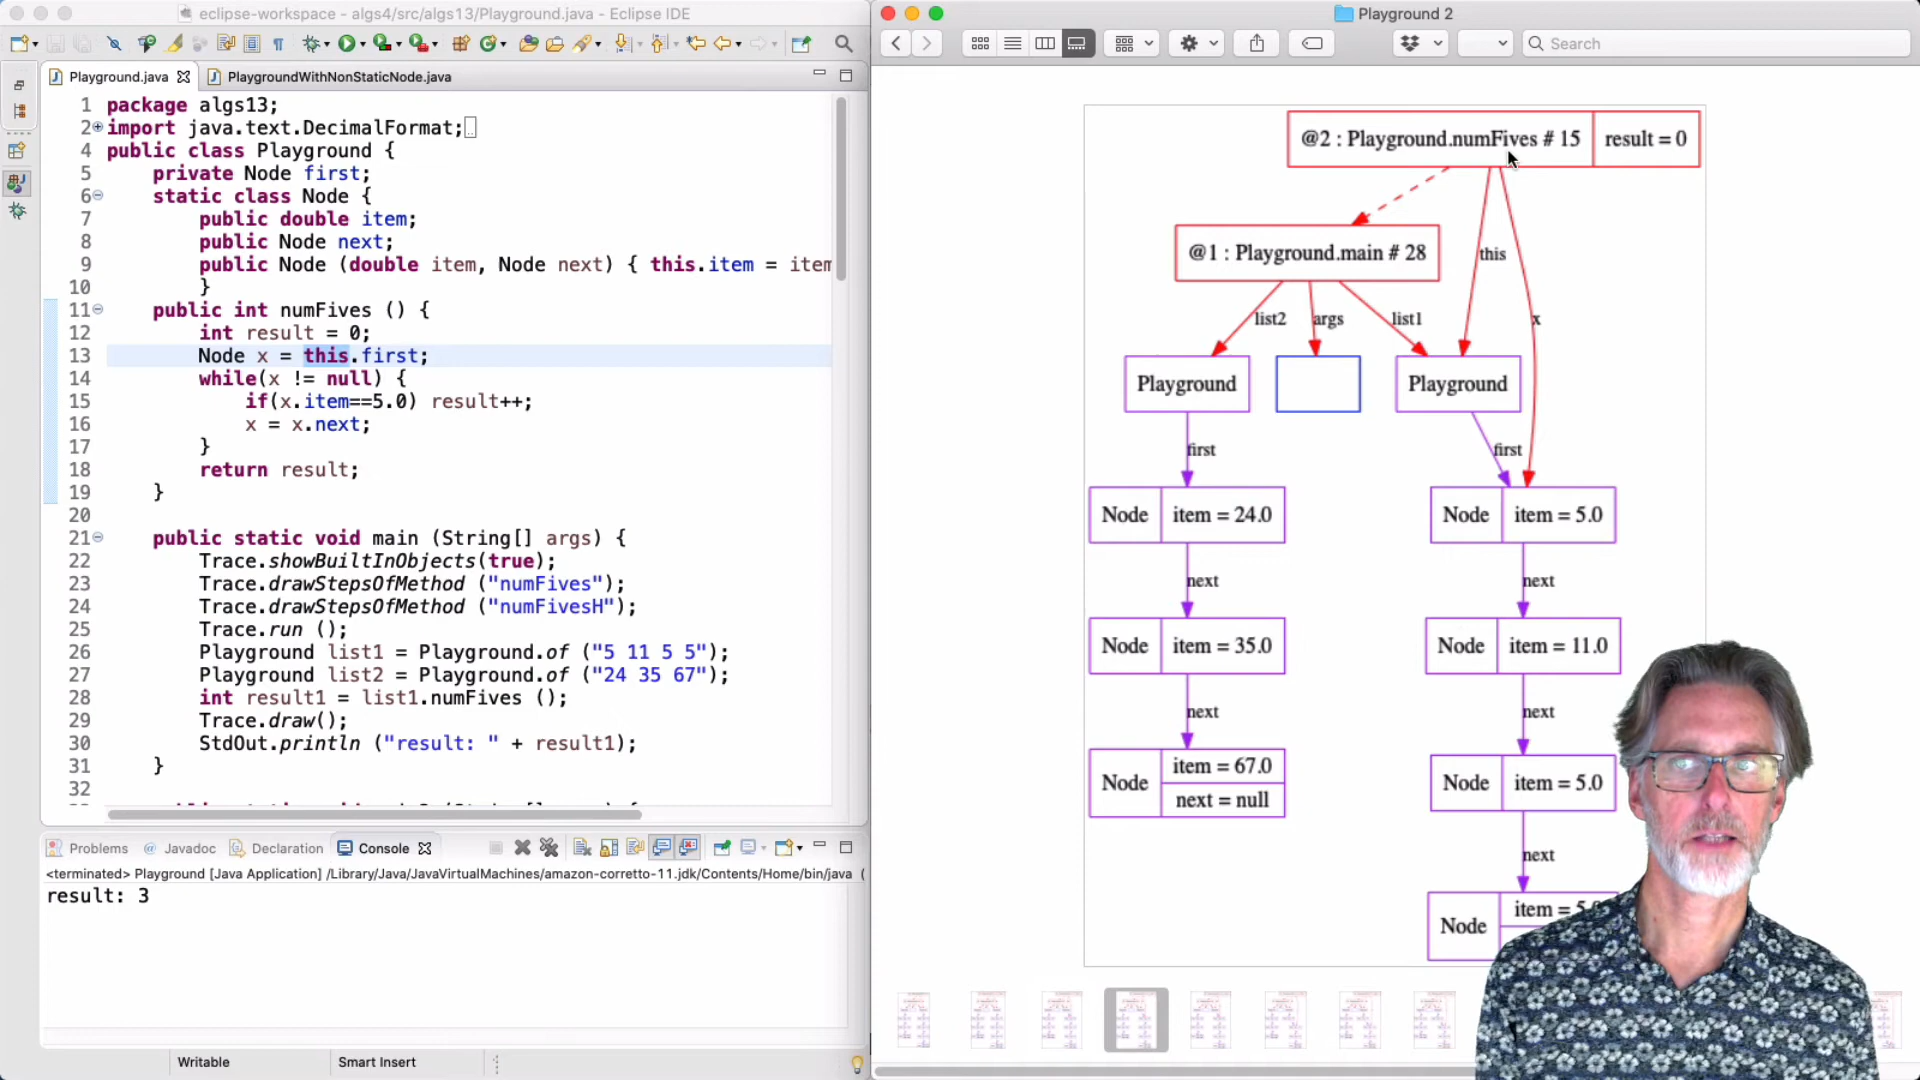 eclipse-workspace - algs4/src/algs13/Playground.java - Eclipse IDE
Playground.java
PlaygroundWithNonStaticNode.java
1 package algs13;
2 import java.text.DecimalFormat;
4 public class Playground {
5 private Node first;
6 static class Node {
7 public double item;
8 public Node next;
9 public Node (double item, Node next) { this.item = item
10 }
11 public int numFives () {
12 int result = 0;
13 Node x = this.first;
14 while(x != null) {
15 if(x.item==5.0) result++;
16 x = x.next;
17 }
18 return result;
19 }
20
21 public static void main (String[] args) {
22 Trace.showBuiltInObjects(true);
23 Trace.drawStepsOfMethod ("numFives");
24 Trace.drawStepsOfMethod ("numFivesH");
25 Trace.run ();
26 Playground list1 = Playground.of ("5 11 5 5");
27 Playground list2 = Playground.of ("24 35 67");
28 int result1 = list1.numFives ();
29 Trace.draw();
30 StdOut.println ("result: " + result1);
31 }
32
Problems
@ Javadoc
Declaration
Console
<terminated> Playground [Java Application] /Library/Java/JavaVirtualMachines/amazon-corretto-11.jdk/Contents/Home/bin/java (
result: 3
Writable
Smart Insert
Playground 2
Search
@2 : Playground.numFives # 15
result = 0
@1 : Playground.main # 28
this
x
list2
args
list1
Playground
Playground
first
first
Node
item = 24.0
Node
item = 5.0
next
next
Node
item = 35.0
Node
item = 11.0
next
next
Node
item = 67.0
next = null
Node
item = 5.0
next
Node
item = 5